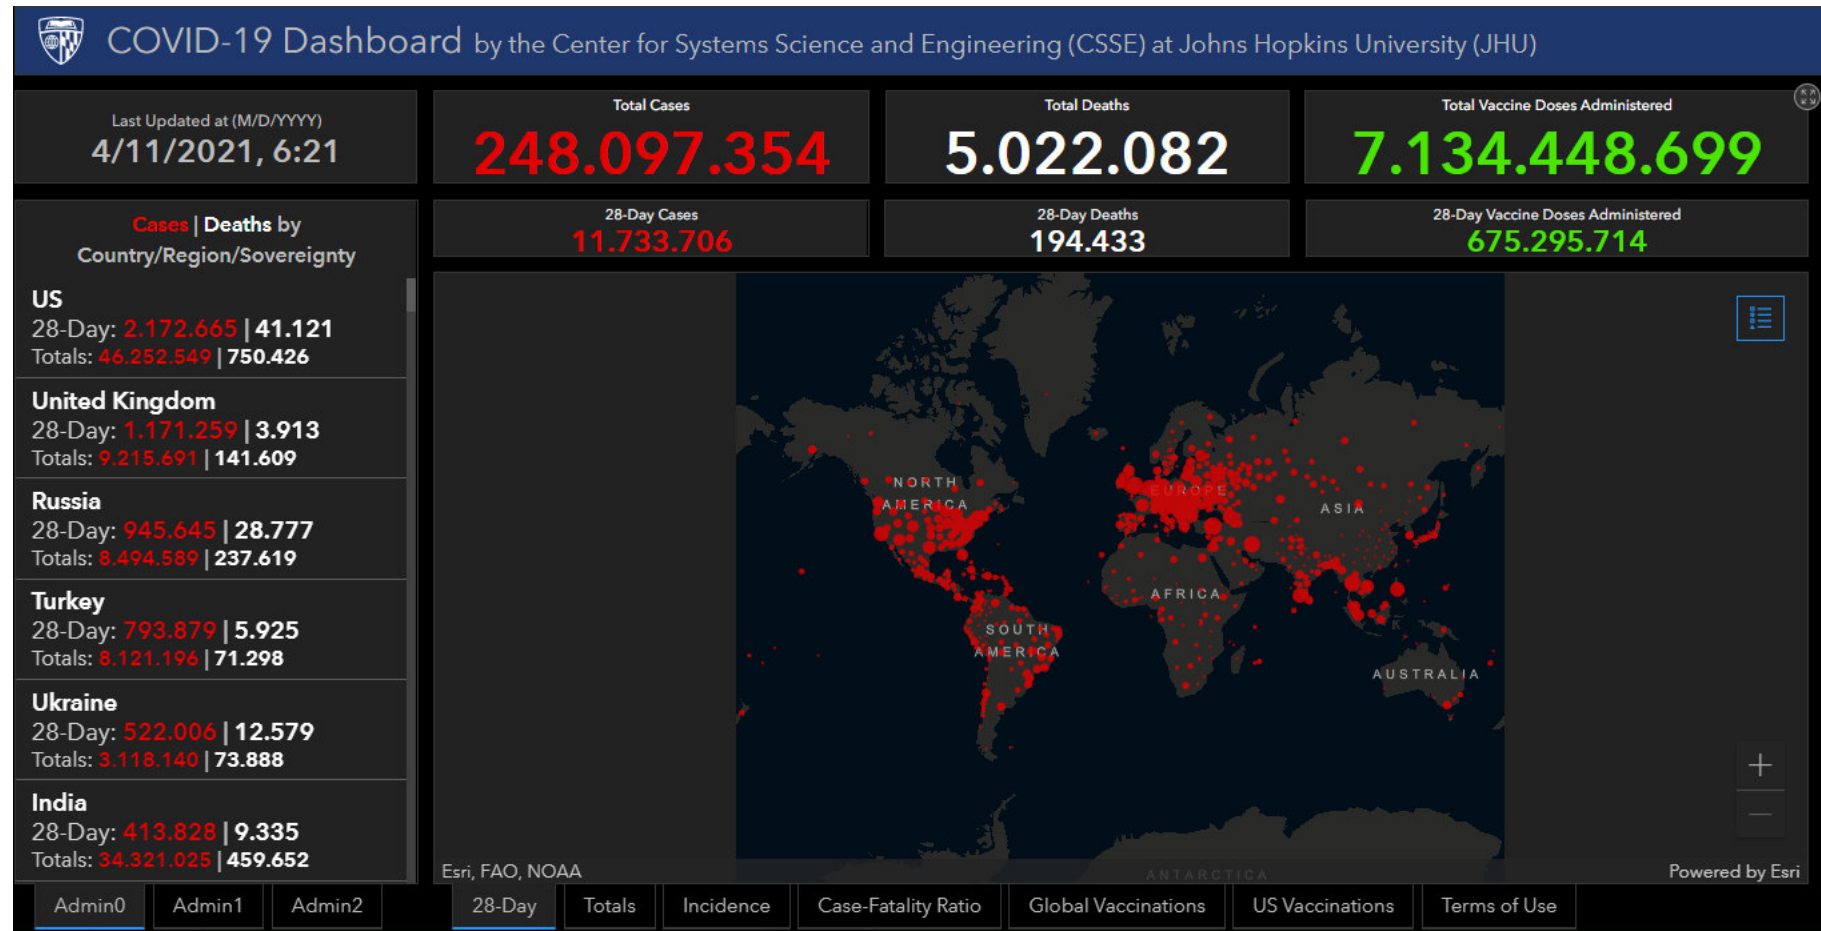 COVID-19 Dashboard by the Center for Systems Science and Engineering (CSSE) at Johns Hopkins University (JHU)
Last Updated at (M/D/YYYY)
4/11/2021, 6:21
Total Cases
248.097.354
Total Deaths
5.022.082
Total Vaccine Doses Administered
7.134.448.699
28-Day Cases
11.733.706
28-Day Deaths
194.433
28-Day Vaccine Doses Administered
675.295.714
Cases | Deaths by
Country/Region/Sovereignty
US
28-Day: 2.172.665 | 41.121
Totals: 46.252.549 | 750.426
United Kingdom
28-Day: 1.171.259 | 3.913
Totals: 9.215.691 | 141.609
Russia
28-Day: 945.645 | 28.777
Totals: 8.494.589 | 237.619
Turkey
28-Day: 793.879 | 5.925
Totals: 8.121.196 | 71.298
Ukraine
28-Day: 522.006 | 12.579
Totals: 3.118.140 | 73.888
India
28-Day: 413.828 | 9.335
Totals: 34.321.025 | 459.652
NORTH
AMERICA
EUROPE
ASIA
AFRICA
SOUTH
AMERICA
AUSTRALIA
ANTARCTICA
Esri, FAO, NOAA
Powered by Esri
Admin0
Admin1
Admin2
28-Day
Totals
Incidence
Case-Fatality Ratio
Global Vaccinations
US Vaccinations
Terms of Use